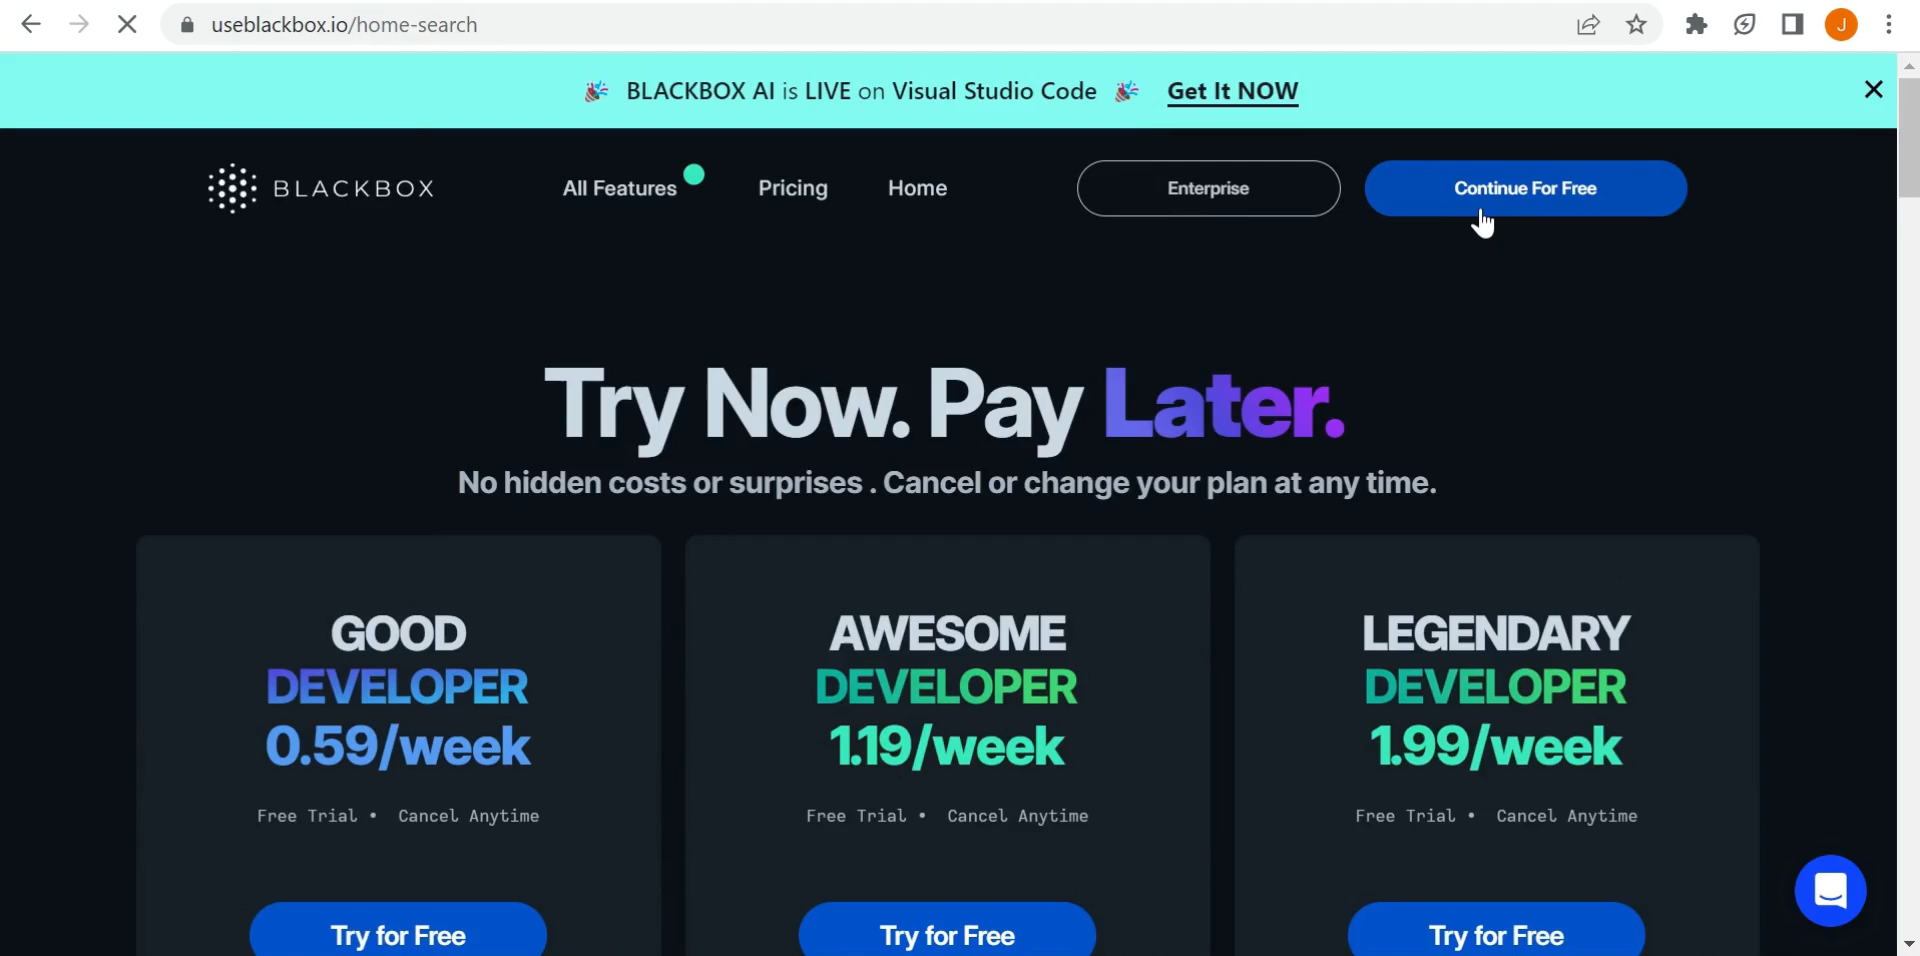 useblackbox.io/home-search
J
🎉 BLACKBOX AI is LIVE on Visual Studio Code 🎉 Get It NOW
BLACKBOX
All Features
Pricing
Home
Enterprise
Continue For Free
Try Now. Pay Later.
No hidden costs or surprises . Cancel or change your plan at any time.
GOOD
DEVELOPER
0.59/week
Free Trial • Cancel Anytime
Try for Free
AWESOME
DEVELOPER
1.19/week
Free Trial • Cancel Anytime
Try for Free
LEGENDARY
DEVELOPER
1.99/week
Free Trial • Cancel Anytime
Try for Free